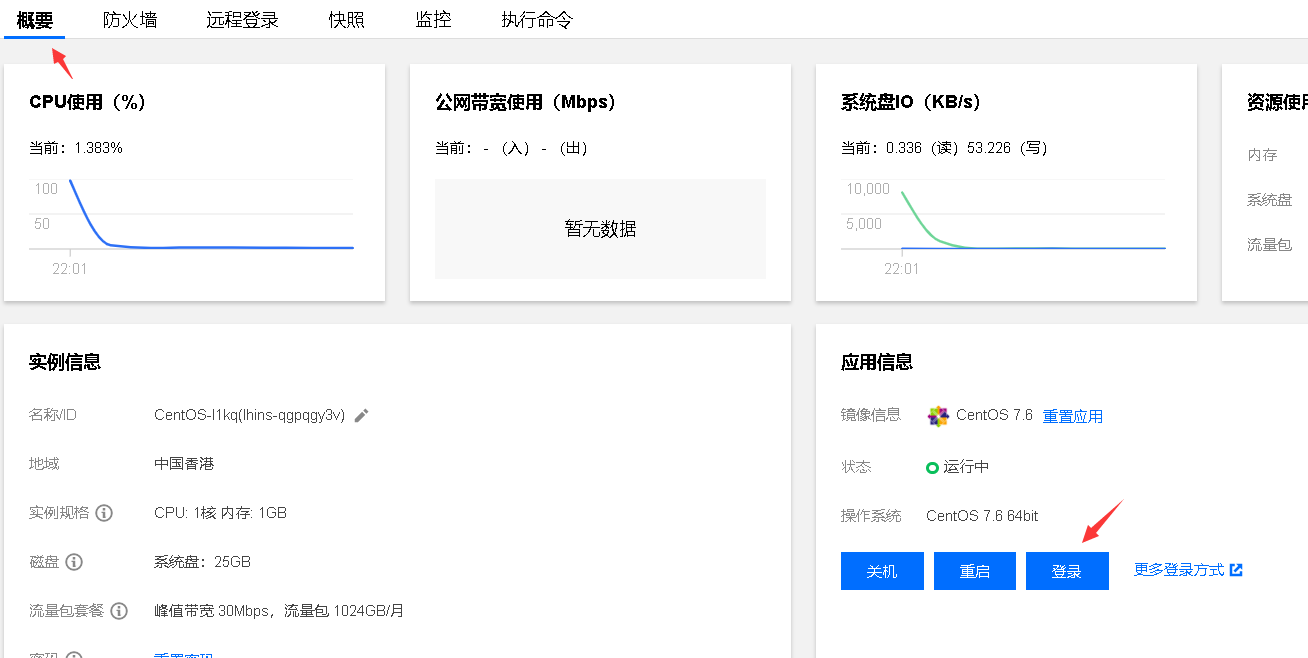 概要 防火墙 远程登录 快照 监控 执行命令
CPU使用（%） 公网带宽使用（Mbps） 系统盘IO（KB/s） 资源使用
当前：1.383% 当前：-（入）-（出） 当前：0.336（读）53.226（写） 内存
100 10,000
系统盘
50 暂无数据 5,000
流量包
22:01 22:01
实例信息 应用信息
名称/ID CentOS-l1kq(lhins-qgpqgy3v) 镜像信息 CentOS 7.6 重置应用
地域 中国香港 状态 运行中
实例规格 CPU: 1核 内存: 1GB 操作系统 CentOS 7.6 64bit
磁盘 系统盘：25GB 关机 重启 登录 更多登录方式
流量包套餐 峰值带宽 30Mbps，流量包 1024GB/月
密码 重置密码